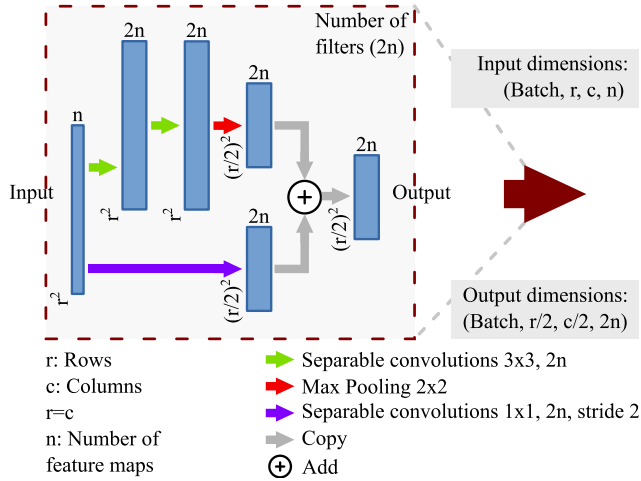 Number of
filters (2n)
2n
2n
2n
n
(r/2)²
2n
Input
Output
r²
r²
(r/2)²
2n
r²
(r/2)²
Input dimensions:
(Batch, r, c, n)
Output dimensions:
(Batch, r/2, c/2, 2n)
r: Rows
c: Columns
r=c
n: Number of
feature maps
Separable convolutions 3x3, 2n
Max Pooling 2x2
Separable convolutions 1x1, 2n, stride 2
Copy
Add